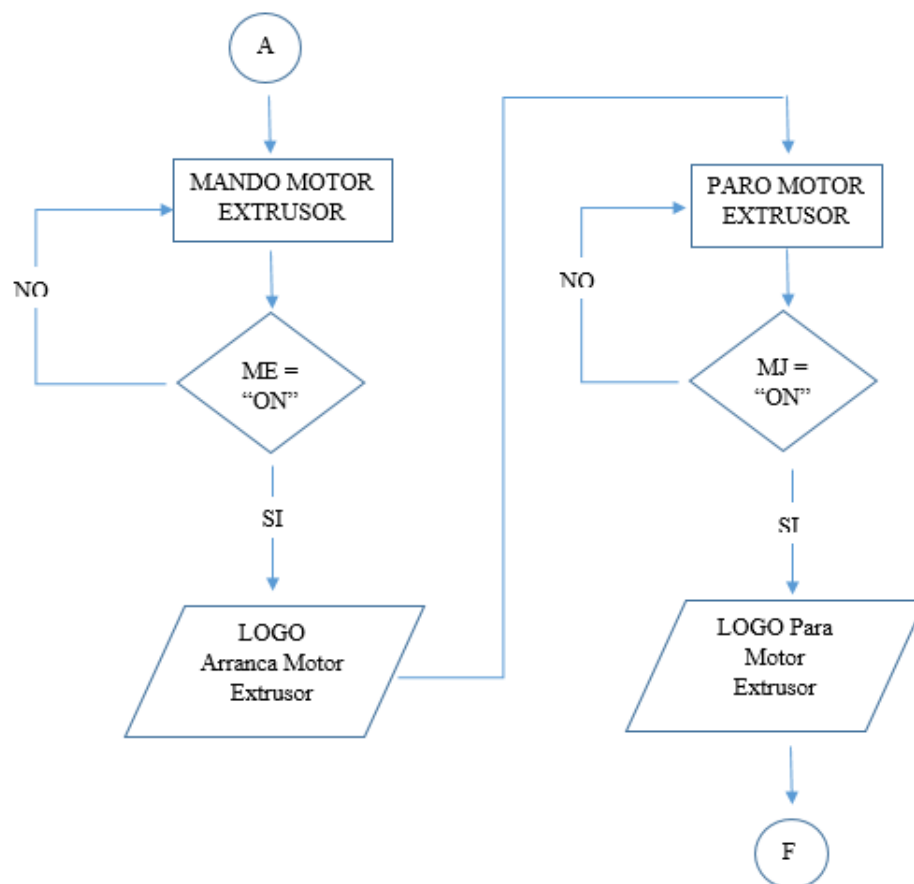 A
MANDO MOTOR
EXTRUSOR
NO
ME =
“ON”
SI
LOGO
Arranca Motor
Extrusor
PARO MOTOR
EXTRUSOR
NO
MJ =
“ON”
SI
LOGO Para
Motor
Extrusor
F